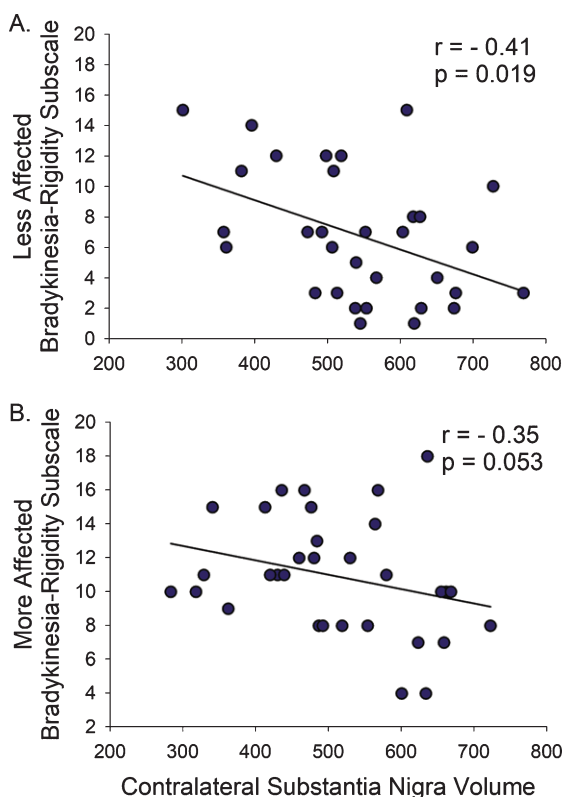 A.
Less Affected
Bradykinesia-Rigidity Subscale
20
18
16
14
12
10
8
6
4
2
0
r = - 0.41
p = 0.019
200 300 400 500 600 700 800
B.
More Affected
Bradykinesia-Rigidity Subscale
20
18
16
14
12
10
8
6
4
2
r = - 0.35
p = 0.053
200 300 400 500 600 700 800
Contralateral Substantia Nigra Volume